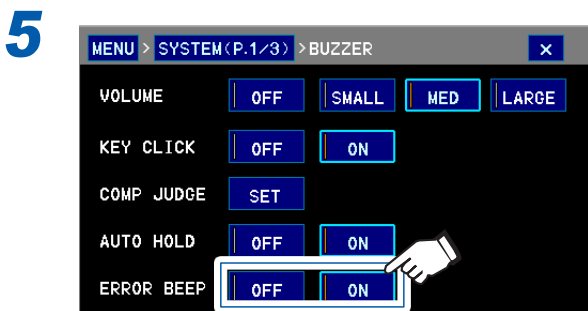 5
MENU > SYSTEM(P.1/3) >BUZZER x
VOLUME OFF SMALL MED LARGE
KEY CLICK OFF ON
COMP JUDGE SET
AUTO HOLD OFF ON
ERROR BEEP OFF ON